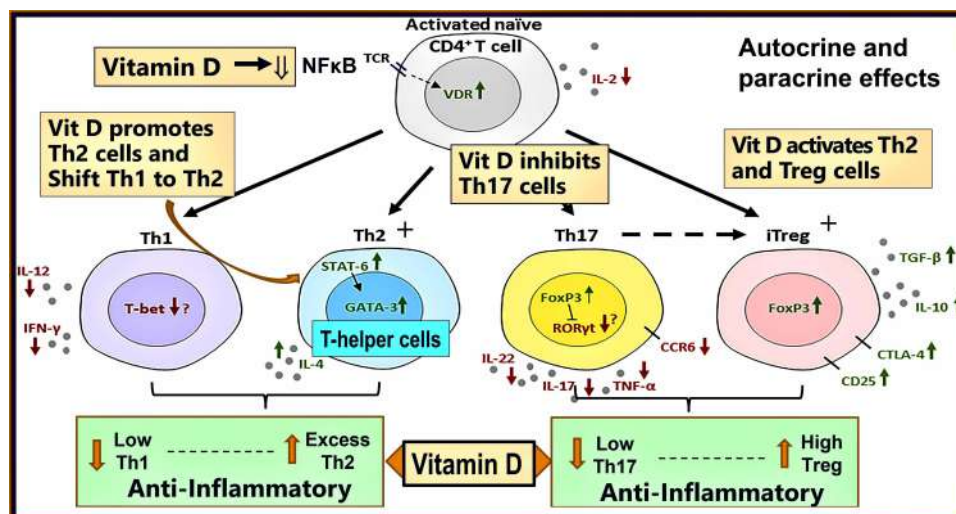 Activated naïve
CD4⁺ T cell
Autocrine and
paracrine effects
Vitamin D → ⇓ NFκB
TCR
VDR ↑
IL-2 ↓
Vit D promotes
Th2 cells and
Shift Th1 to Th2
Vit D inhibits
Th17 cells
Vit D activates Th2
and Treg cells
Th1
Th2 +
Th17
iTreg +
IL-12 ↓
IFN-γ ↓
T-bet ↓?
STAT-6 ↑
GATA-3 ↑
T-helper cells
↑ IL-4
FoxP3 ↑
RORγt ↓?
CCR6 ↓
IL-22 ↓
IL-17 ↓
TNF-α ↓
FoxP3 ↑
TGF-β ↑
IL-10 ↑
CTLA-4 ↑
CD25 ↑
↓ Low ↑ Excess
Th1 Th2
Anti-Inflammatory
Vitamin D
↓ Low ↑ High
Th17 Treg
Anti-Inflammatory